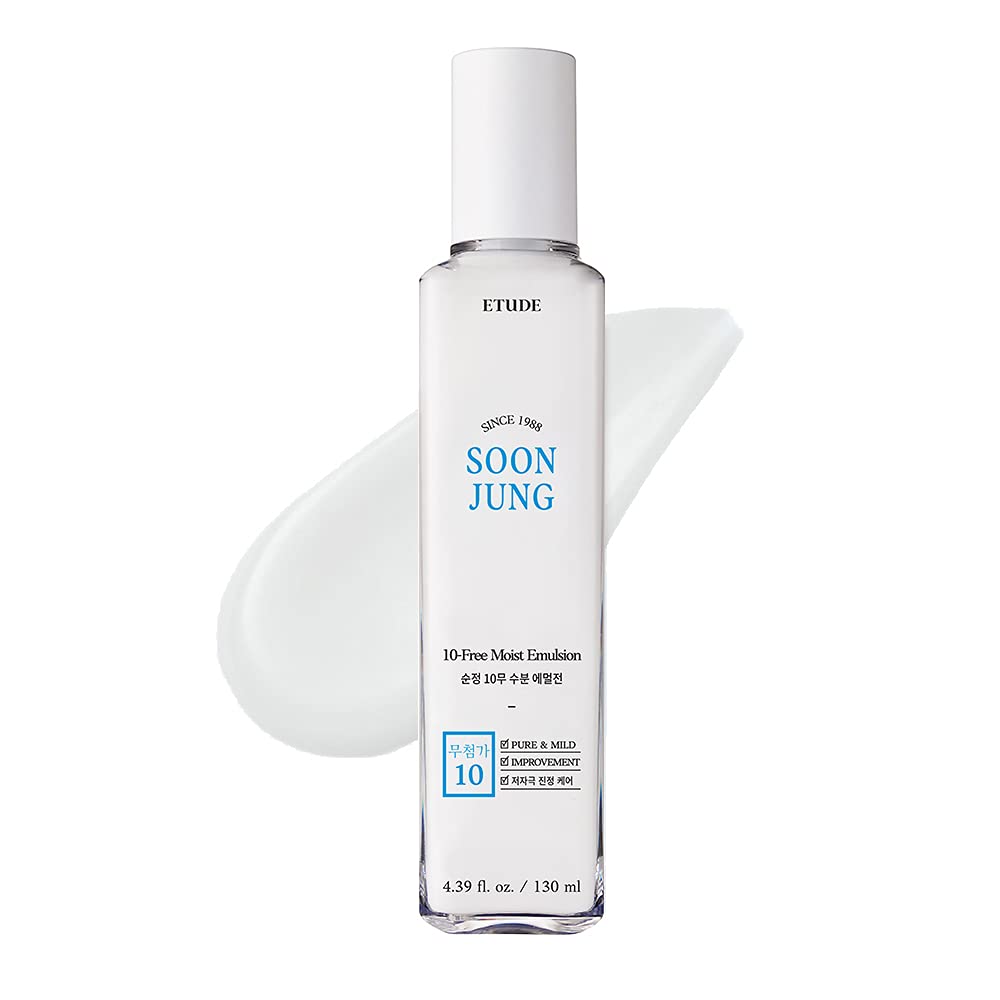 ETUDE
SINCE 1988
SOON
JUNG
10-Free Moist Emulsion
순정 10무 수분 에멀전
무첨가
10
PURE & MILD
IMPROVEMENT
저자극 진정 케어
4.39 fl. oz. / 130 ml